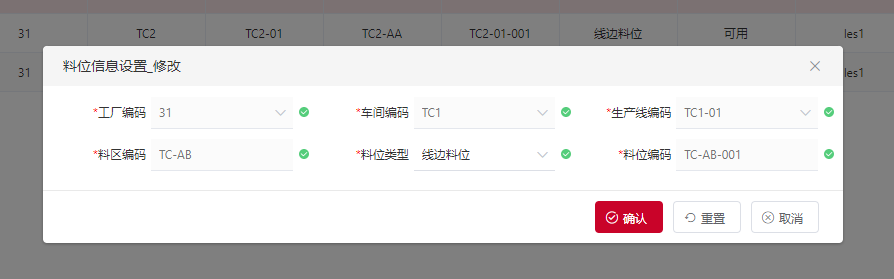 31 TC2 TC2-01 TC2-AA TC2-01-001 线边料位 可用 les1
料位信息设置_修改
31 les1
*工厂编码 31 *车间编码 TC1 *生产线编码 TC1-01
*料区编码 TC-AB *料位类型 线边料位 *料位编码 TC-AB-001
确认 重置 取消